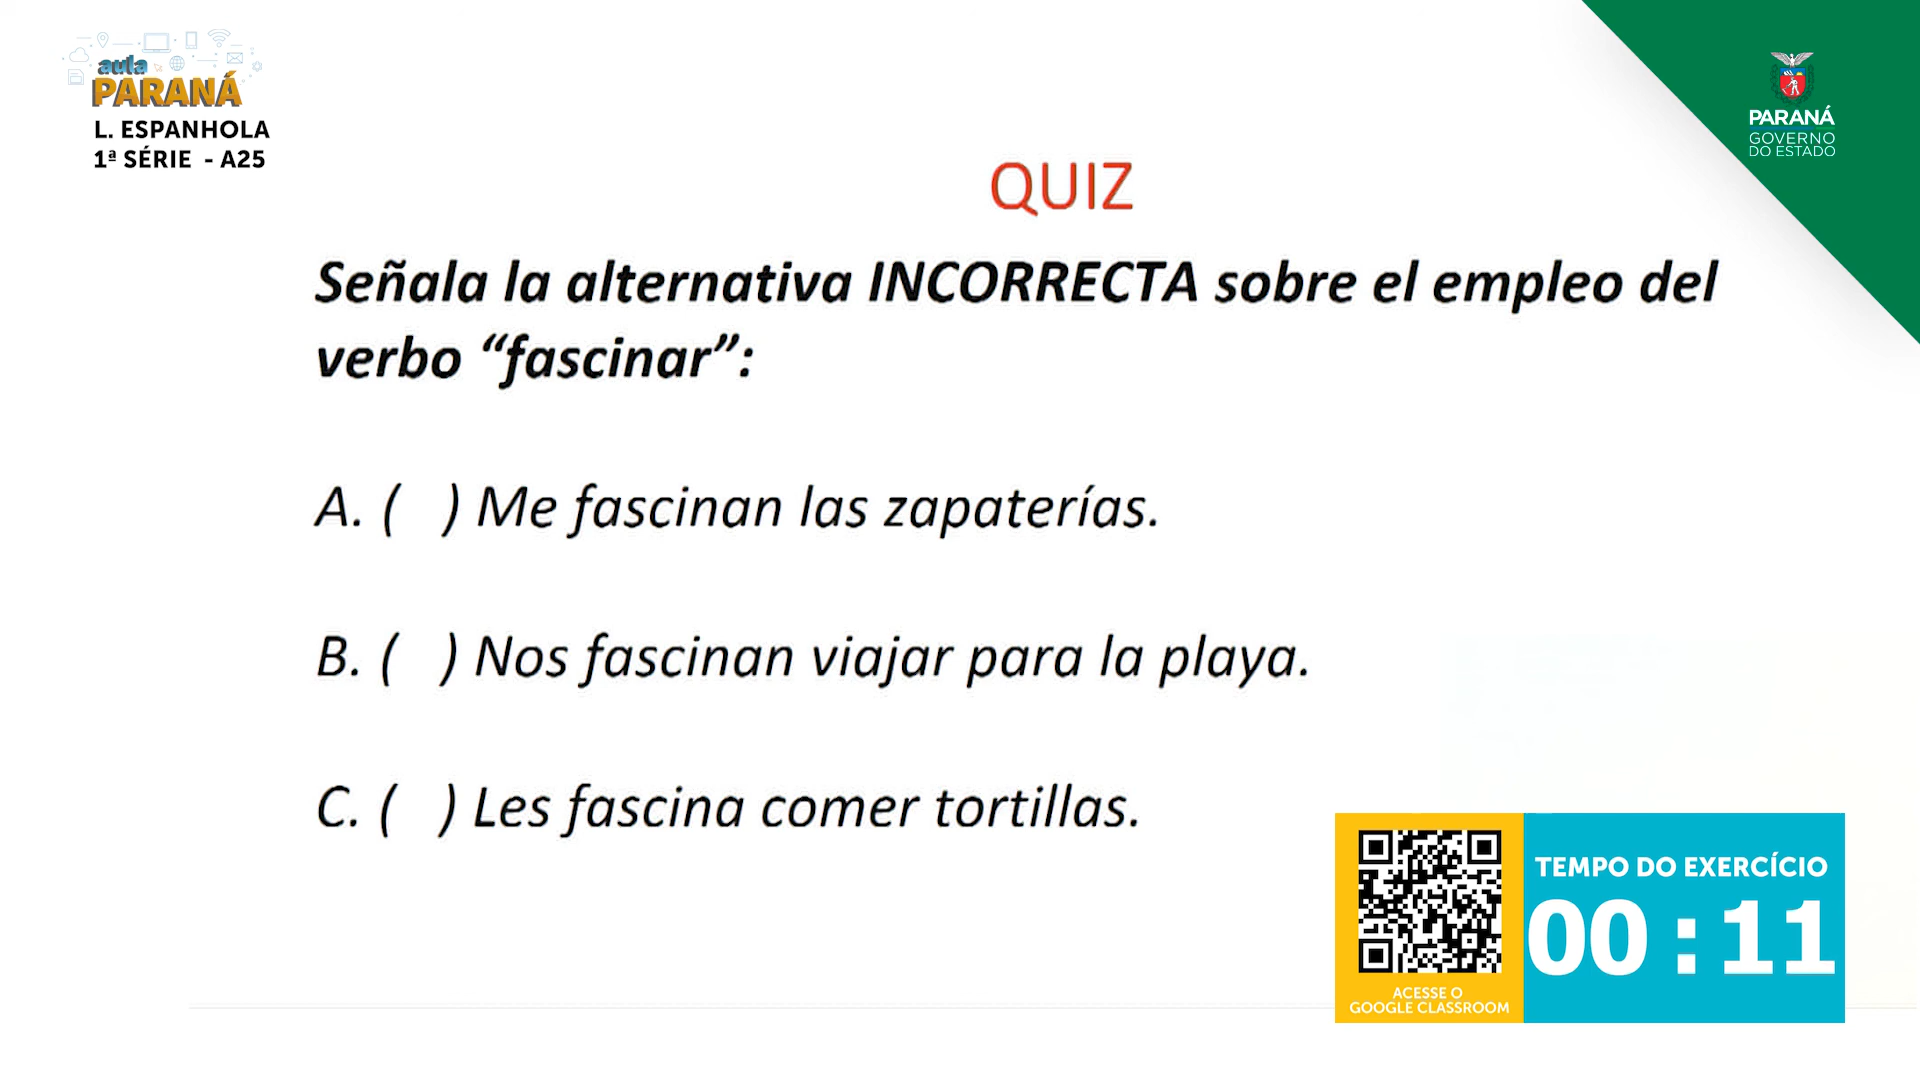 aula
PARANÁ
L. ESPANHOLA
1ª SÉRIE - A25
PARANÁ
GOVERNO
DO ESTADO
QUIZ
Señala la alternativa INCORRECTA sobre el empleo del
verbo “fascinar”:
A. (   ) Me fascinan las zapaterías.
B. (   ) Nos fascinan viajar para la playa.
C. (   ) Les fascina comer tortillas.
TEMPO DO EXERCÍCIO
00 : 11
ACESSE O
GOOGLE CLASSROOM